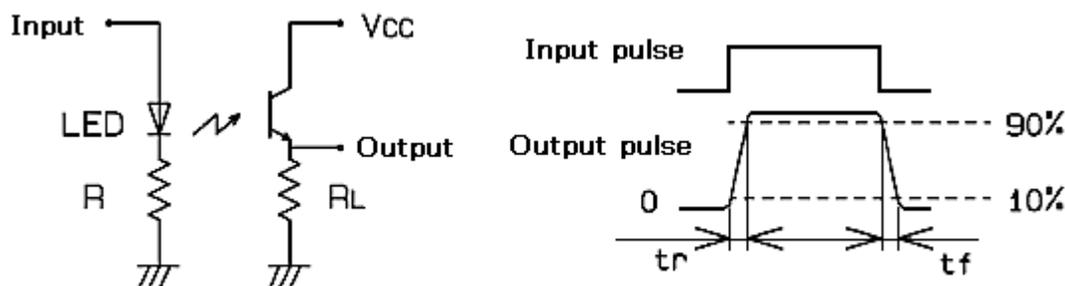 Input
Vcc
LED
Output
R
RL
Input pulse
90%
Output pulse
0
10%
tr
tf